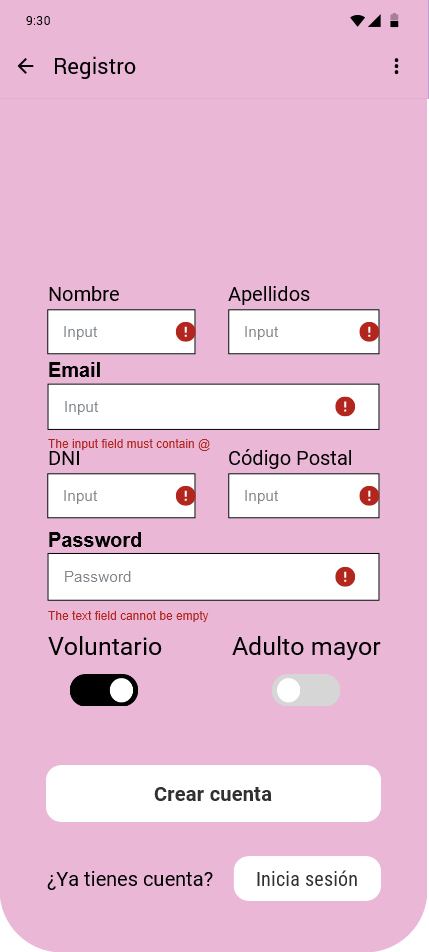 9:30
Registro
Nombre Apellidos
Input Input
Email
Input
The input field must contain @
DNI Código Postal
Input Input
Password
Password
The text field cannot be empty
Voluntario Adulto mayor
Crear cuenta
¿Ya tienes cuenta? Inicia sesión